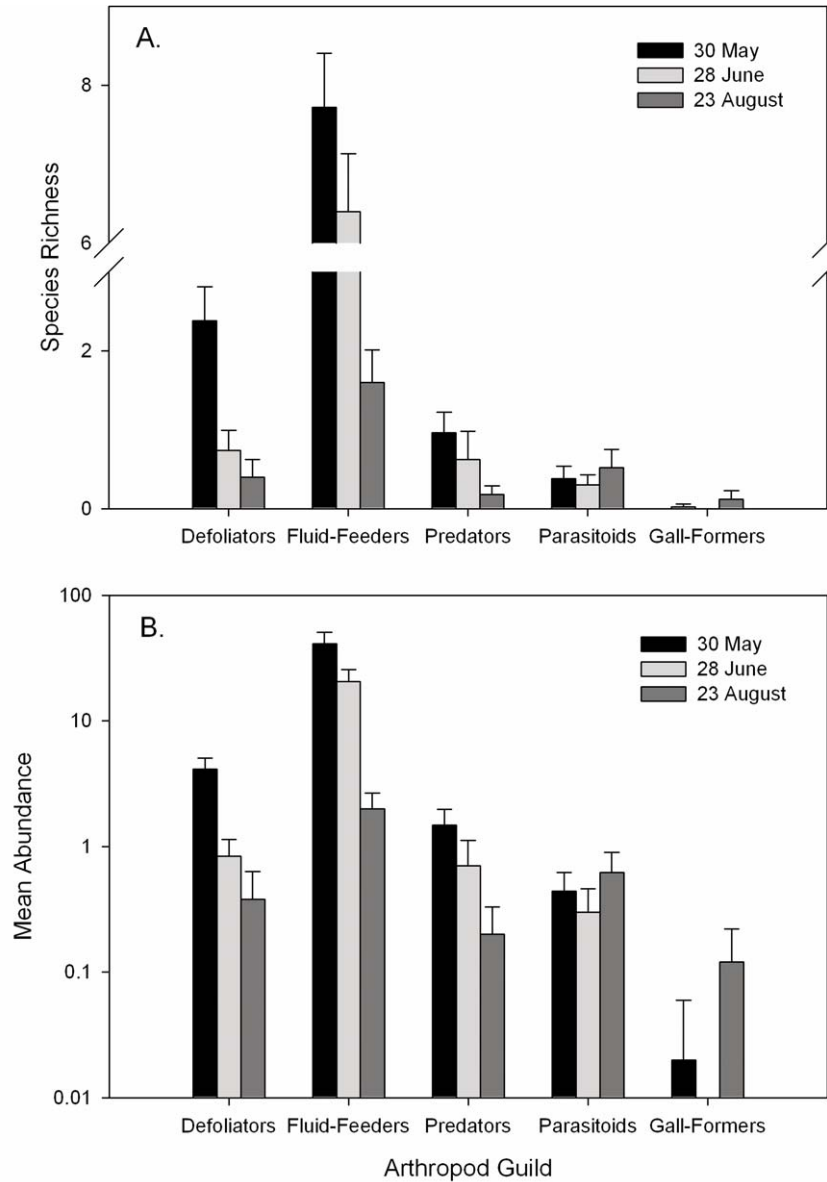 A.
30 May
28 June
23 August
8
6
2
0
Species Richness
Defoliators Fluid-Feeders Predators Parasitoids Gall-Formers
B.
30 May
28 June
23 August
100
10
1
0.1
0.01
Mean Abundance
Defoliators Fluid-Feeders Predators Parasitoids Gall-Formers
Arthropod Guild